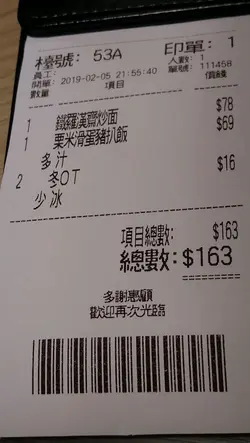 檯號: 53A 印單: 1
員工: 人數: 1
開單: 2019-02-05 21:55:40 單號: 111458
數量 項目 價錢
1 鐵羅漢齋炒面 $78
1 粟米滑蛋豬扒飯 $69
多汁
2 冬OT $16
少冰
項目總數: $163
總數: $163
多謝惠顧
歡迎再次光臨